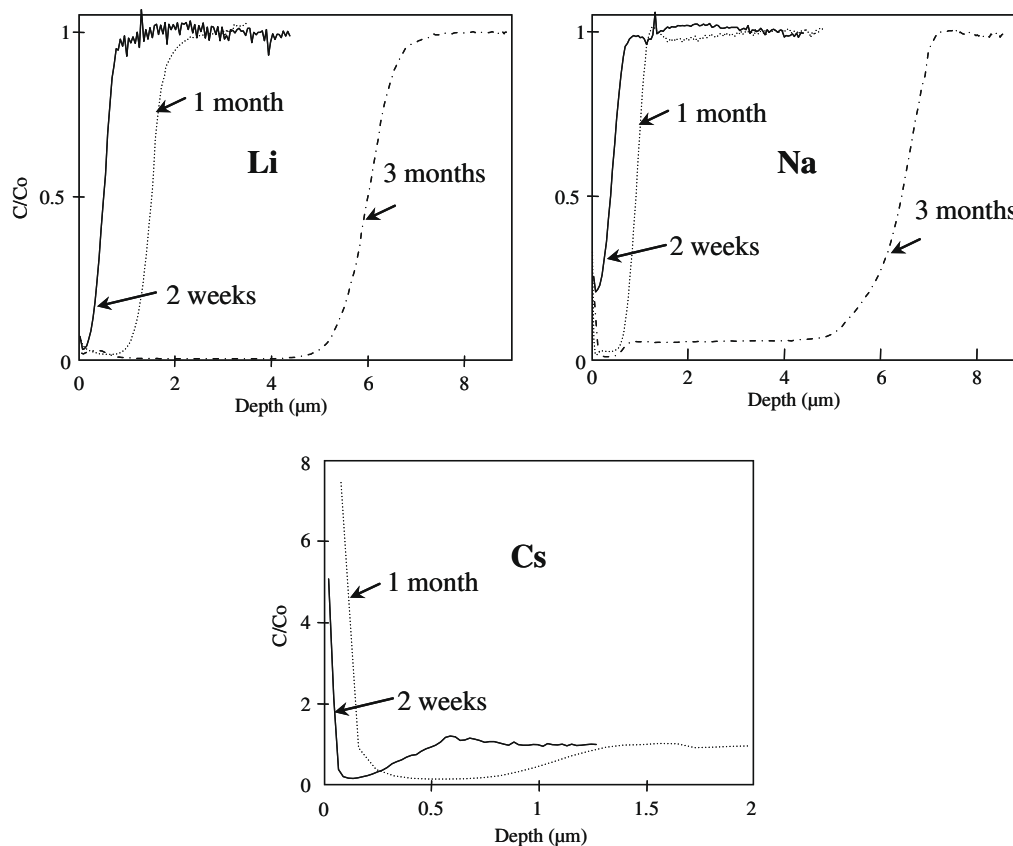 1
1 month
Li
3 months
0.5
C/Co
2 weeks
0
0 2 4 6 8
Depth (μm)
1
1 month
Na
0.5
3 months
2 weeks
0
0 2 4 6 8
Depth (μm)
8
6
Cs
1 month
4
C/Co
2 weeks
2
0
0 0.5 1 1.5 2
Depth (μm)